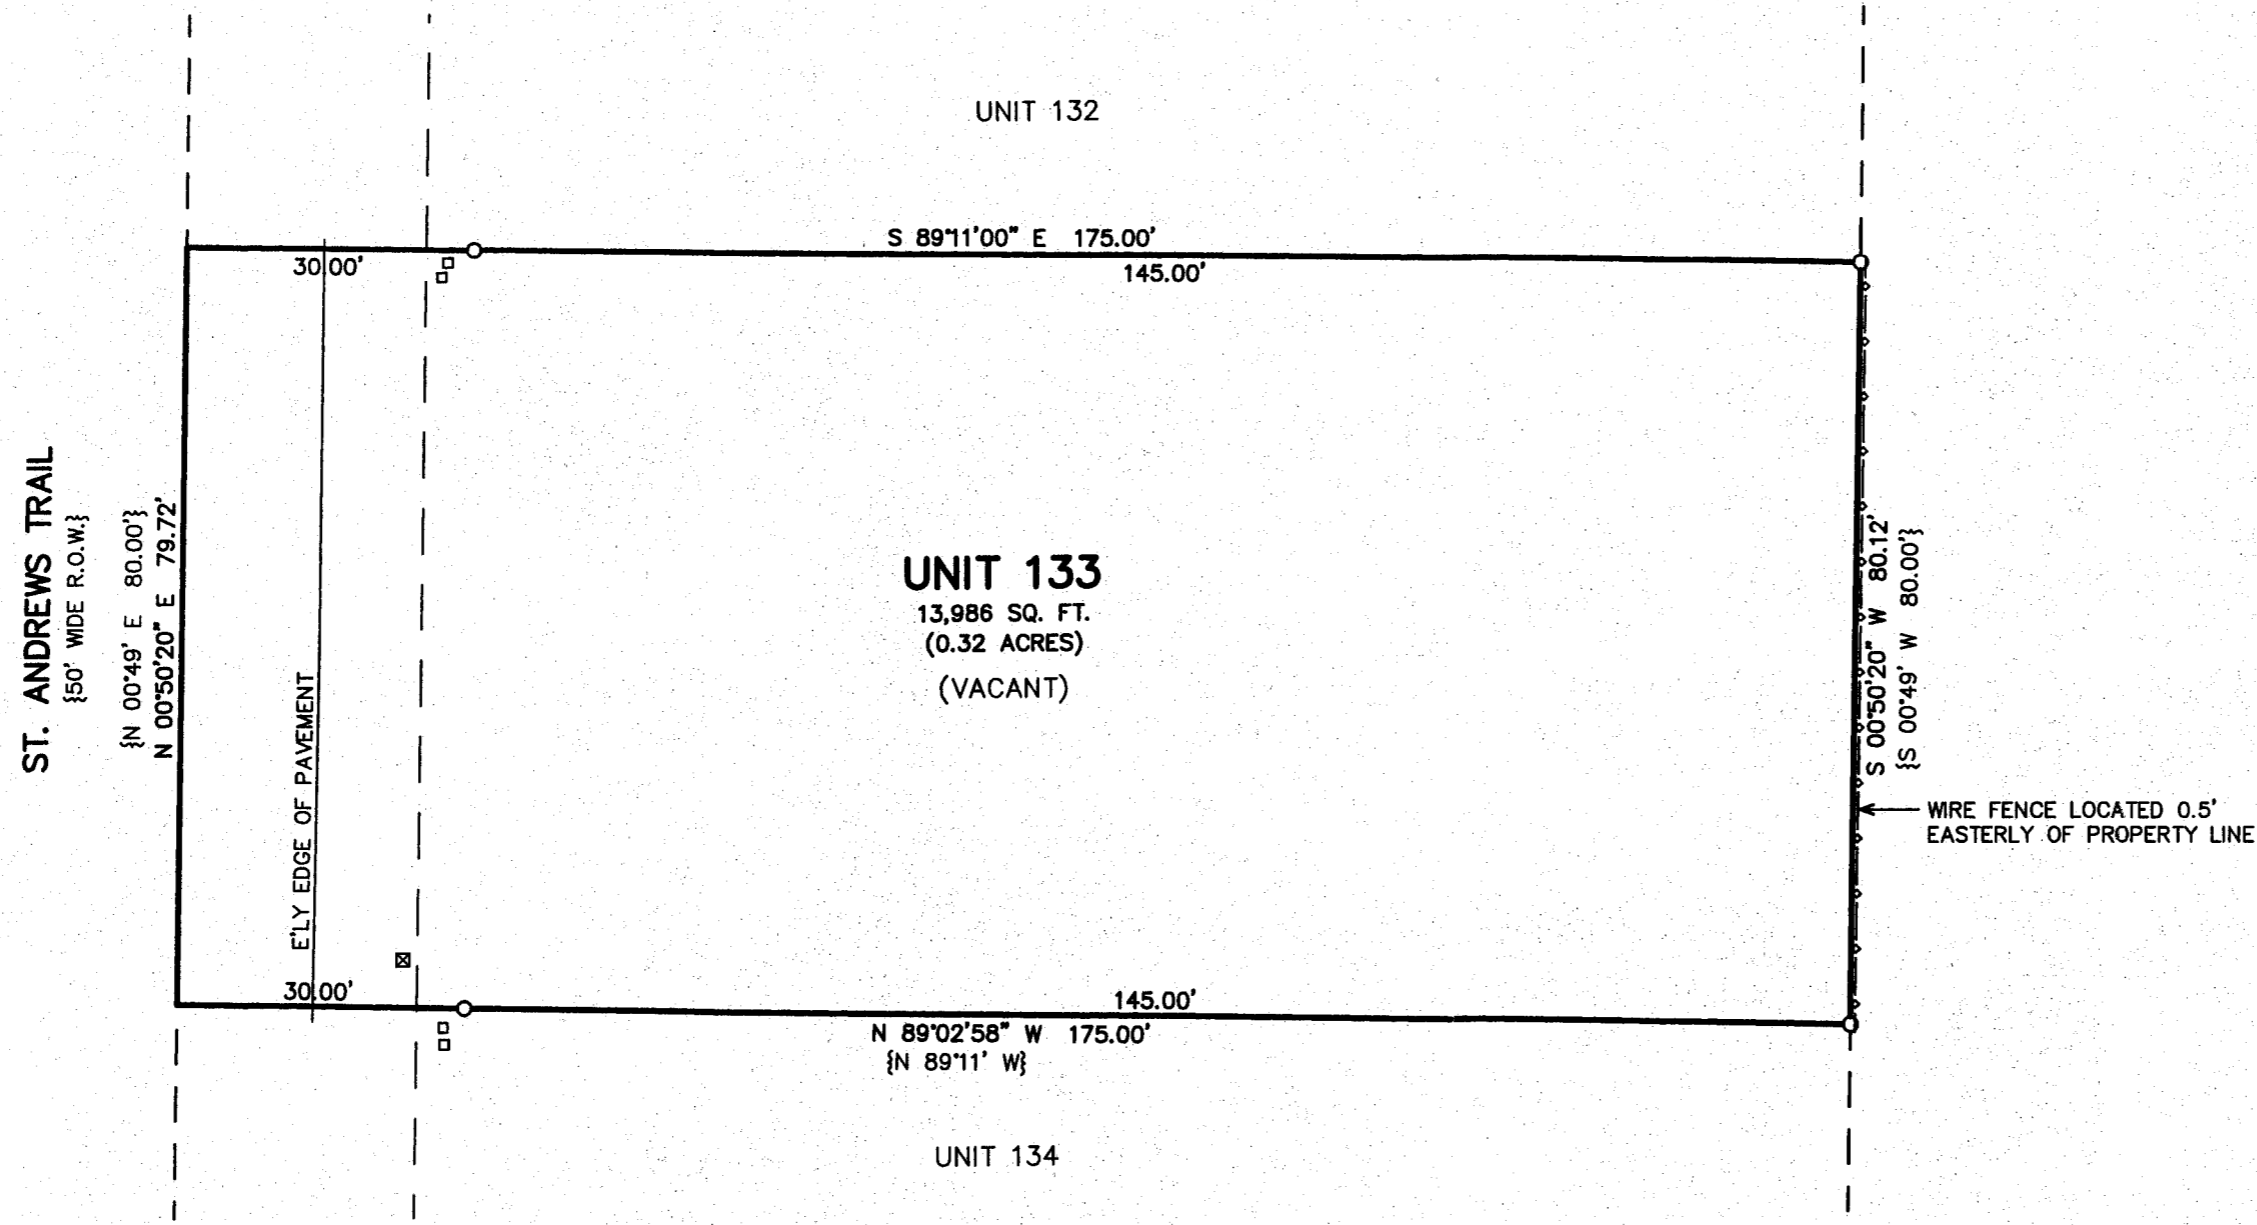 UNIT 132
S 89°11'00" E 175.00'
30.00'
145.00'
ST. ANDREWS TRAIL
{50' WIDE R.O.W.}
{N 00°49' E 80.00'}
N 00°50'20" E 79.72'
E'LY EDGE OF PAVEMENT
UNIT 133
13,986 SQ. FT.
(0.32 ACRES)
(VACANT)
S 00°50'20" W 80.12'
{S 00°49' W 80.00'}
WIRE FENCE LOCATED 0.5'
EASTERLY OF PROPERTY LINE
30.00'
145.00'
N 89°02'58" W 175.00'
{N 89°11' W}
UNIT 134